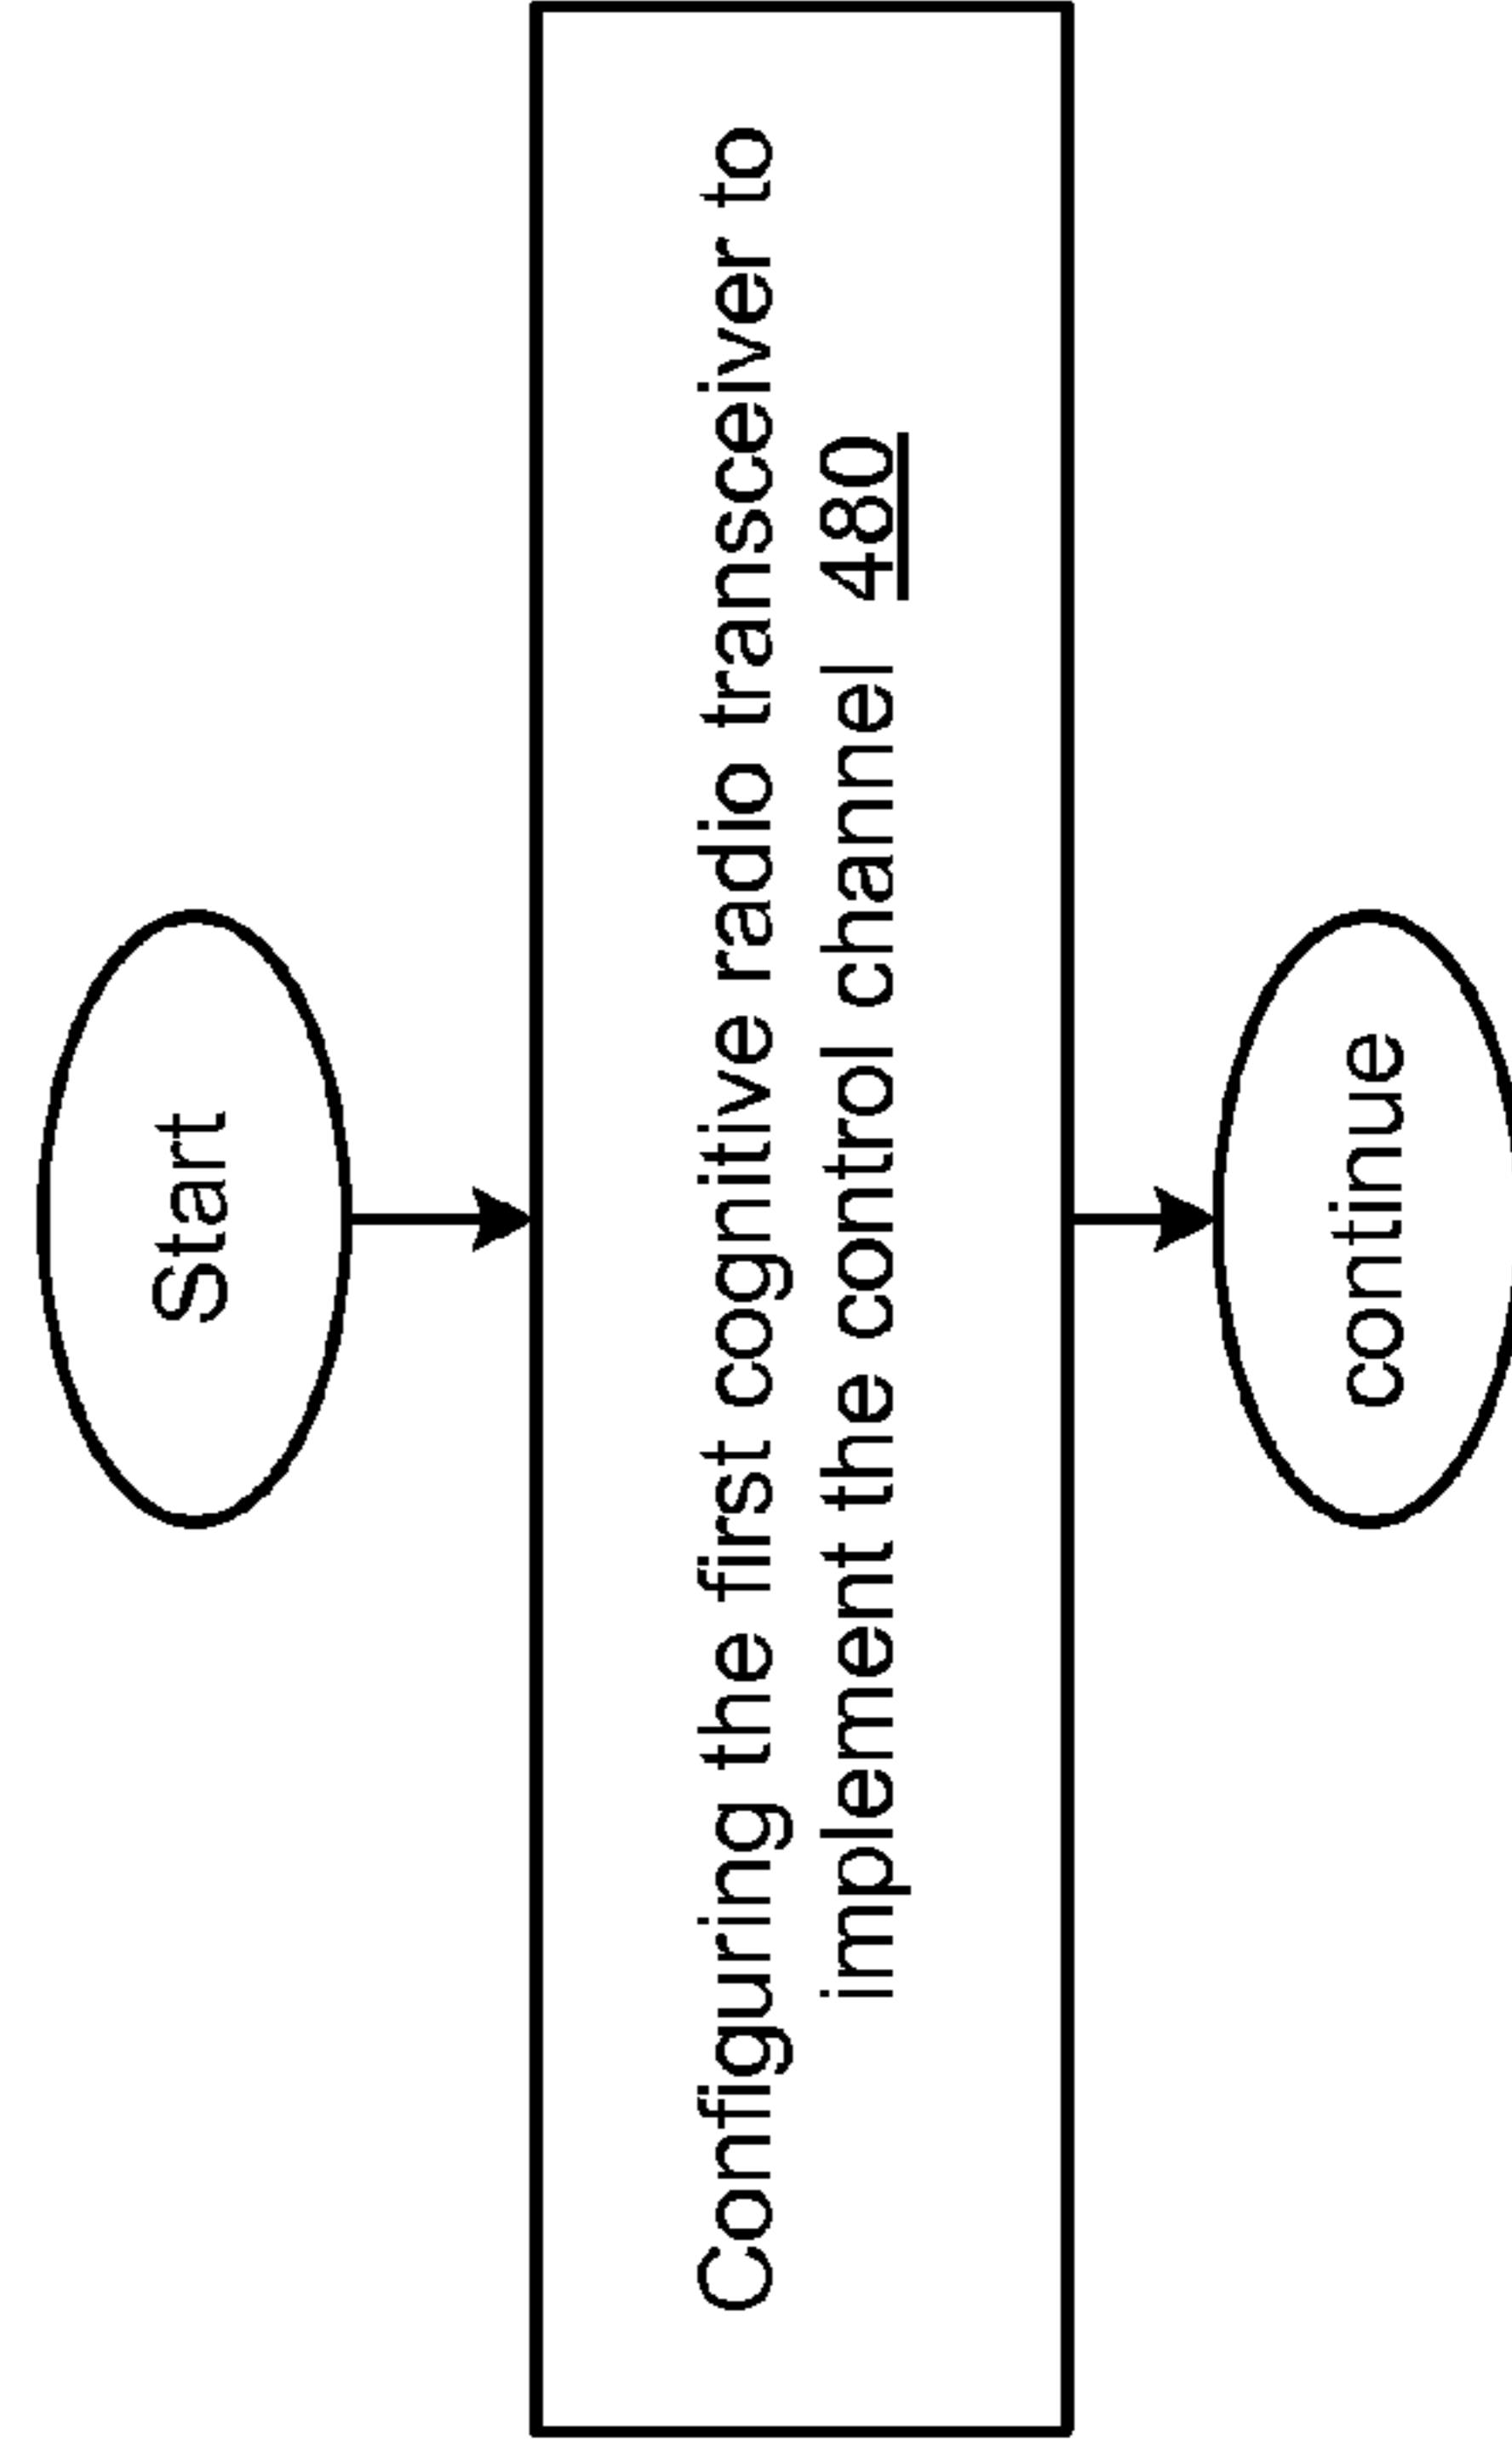 Start
Configuring the first cognitive radio transceiver to
implement the control channel 480
continue